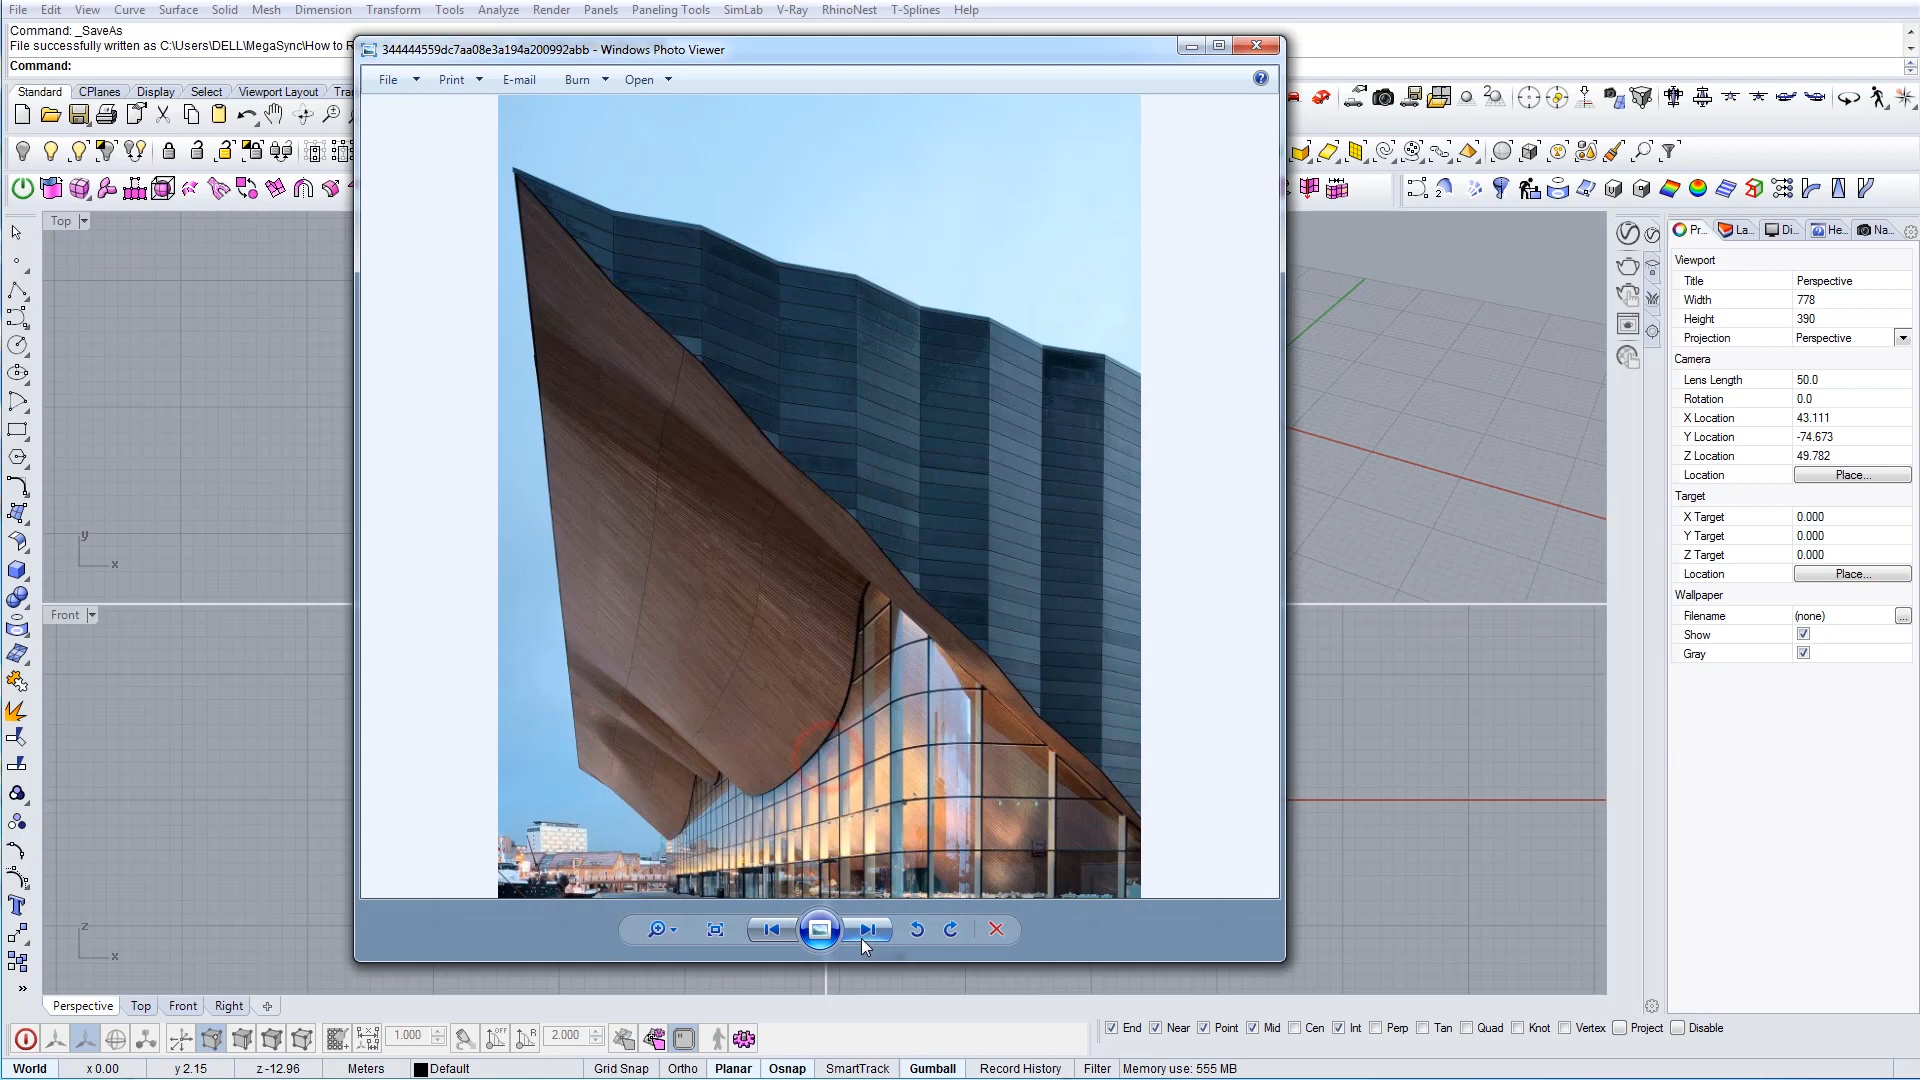 File Edit View Curve Surface Solid Mesh Dimension Transform Tools Analyze Render Panels Paneling Tools SimLab V-Ray RhinoNest T-Splines Help
Command: _SaveAs
File successfully written as C:\Users\DELL\MegaSync\How to R
Command:
344444559dc7aa08e3a194a200992abb - Windows Photo Viewer
File Print E-mail Burn Open
Standard CPlanes Display Select Viewport Layout Tra
Top
y
x
Front
z
x
Pr... La... Di... He... Na...
Viewport
Title Perspective
Width 778
Height 390
Projection Perspective
Camera
Lens Length 50.0
Rotation 0.0
X Location 43.111
Y Location -74.673
Z Location 49.782
Location Place...
Target
X Target 0.000
Y Target 0.000
Z Target 0.000
Location Place...
Wallpaper
Filename (none) ...
Show
Gray
Perspective Top Front Right
1.000 OFF R 2.000 H
End Near Point Mid Cen Int Perp Tan Quad Knot Vertex Project Disable
World x 0.00 y 2.15 z -12.96 Meters Default Grid Snap Ortho Planar Osnap SmartTrack Gumball Record History Filter Memory use: 555 MB